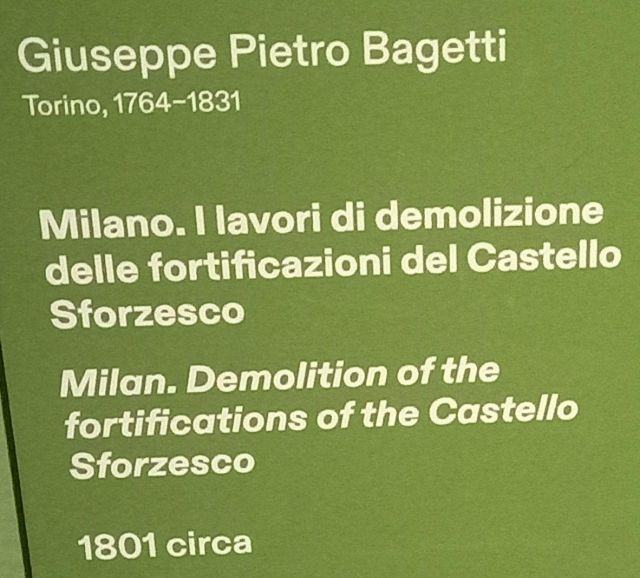 Giuseppe Pietro Bagetti
Torino, 1764–1831
Milano. I lavori di demolizione
delle fortificazioni del Castello
Sforzesco
Milan. Demolition of the
fortifications of the Castello
Sforzesco
1801 circa